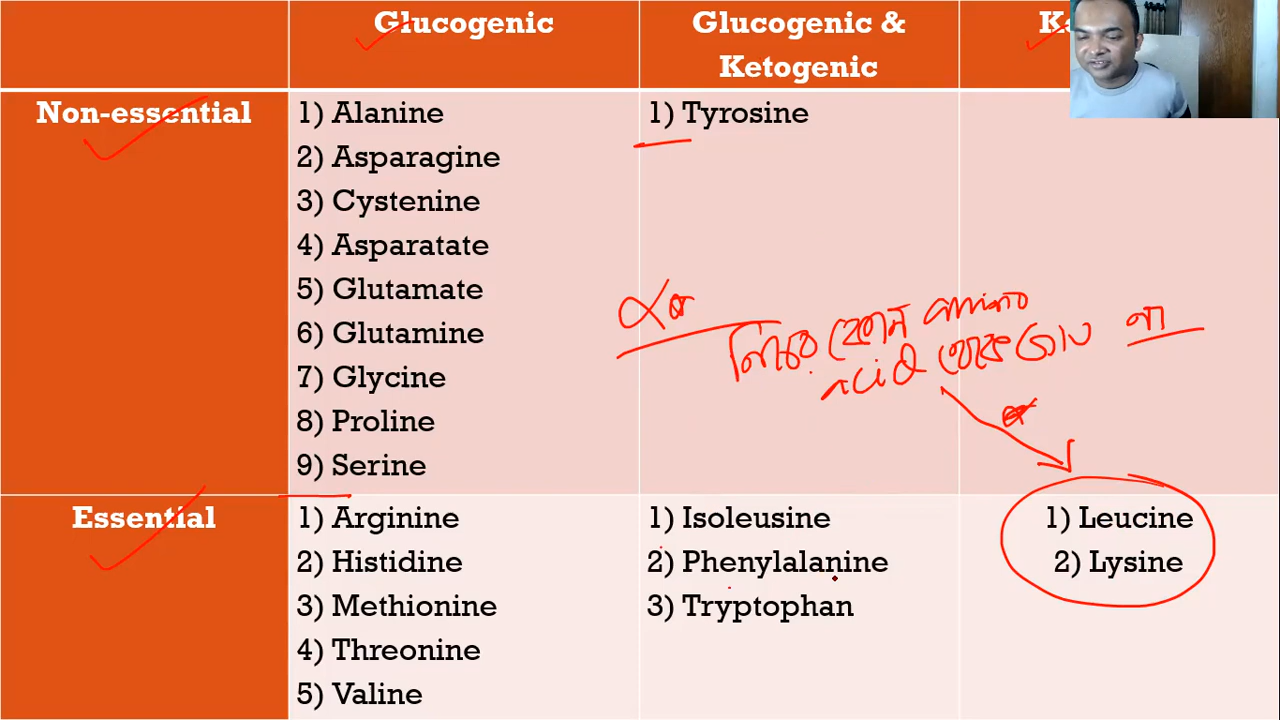 Glucogenic
Glucogenic &
Ketogenic
Non-essential
1) Alanine
2) Asparagine
3) Cystenine
4) Asparatate
5) Glutamate
6) Glutamine
7) Glycine
8) Proline
9) Serine
1) Tyrosine
নিচের কোন amino
acid থেকে না
Essential
1) Arginine
2) Histidine
3) Methionine
4) Threonine
5) Valine
1) Isoleusine
2) Phenylalanine
3) Tryptophan
1) Leucine
2) Lysine